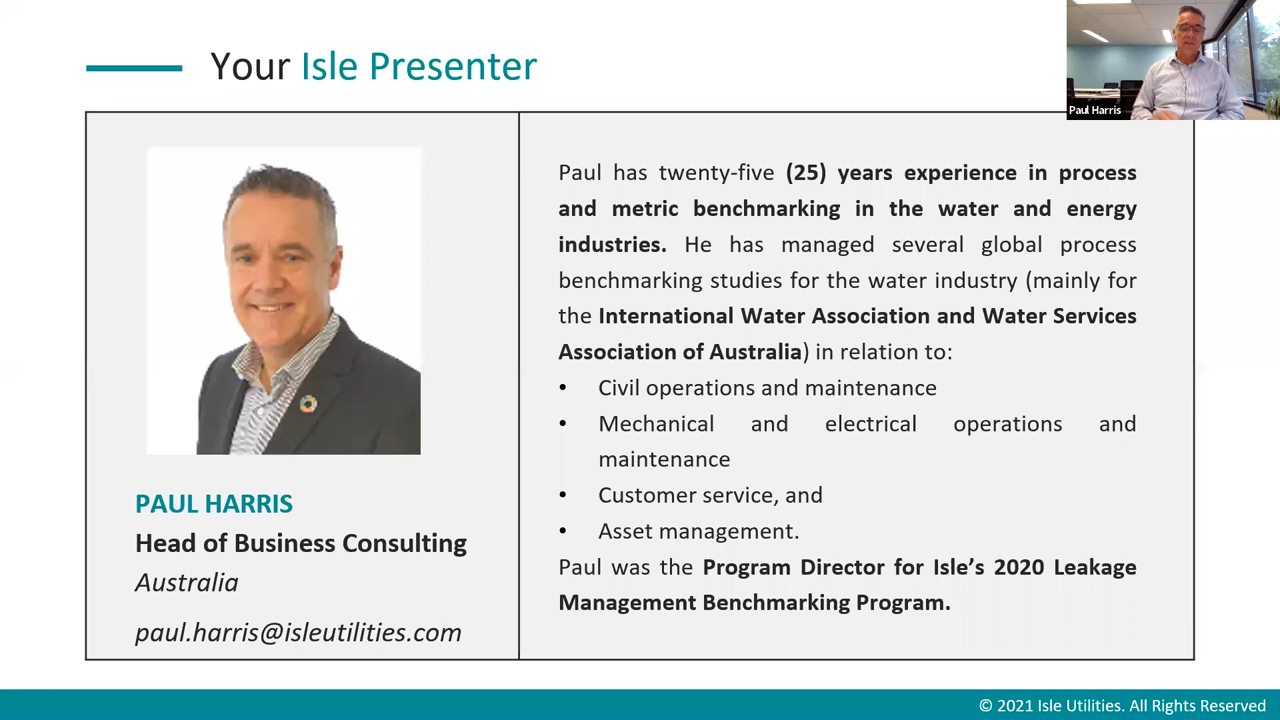 Your Isle Presenter
Paul Harris
PAUL HARRIS
Head of Business Consulting
Australia
paul.harris@isleutilities.com
Paul has twenty-five (25) years experience in process
and metric benchmarking in the water and energy
industries. He has managed several global process
benchmarking studies for the water industry (mainly for
the International Water Association and Water Services
Association of Australia) in relation to:
• Civil operations and maintenance
• Mechanical and electrical operations and
maintenance
• Customer service, and
• Asset management.
Paul was the Program Director for Isle’s 2020 Leakage
Management Benchmarking Program.
© 2021 Isle Utilities. All Rights Reserved